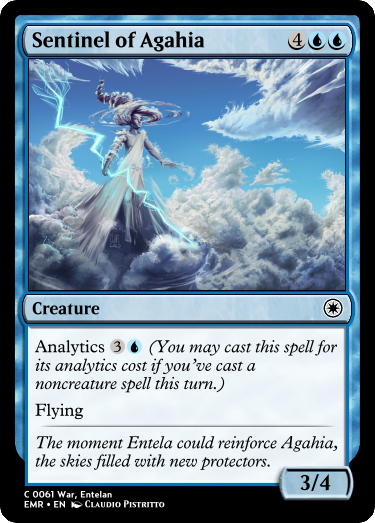 Sentinel of Agahia 4UU
Creature
Analytics 3U (You may cast this spell for
its analytics cost if you've cast a
noncreature spell this turn.)
Flying
The moment Entela could reinforce Agahia,
the skies filled with new protectors.
3/4
C 0061 War, Entelan
EMR • EN Claudio Pistritto